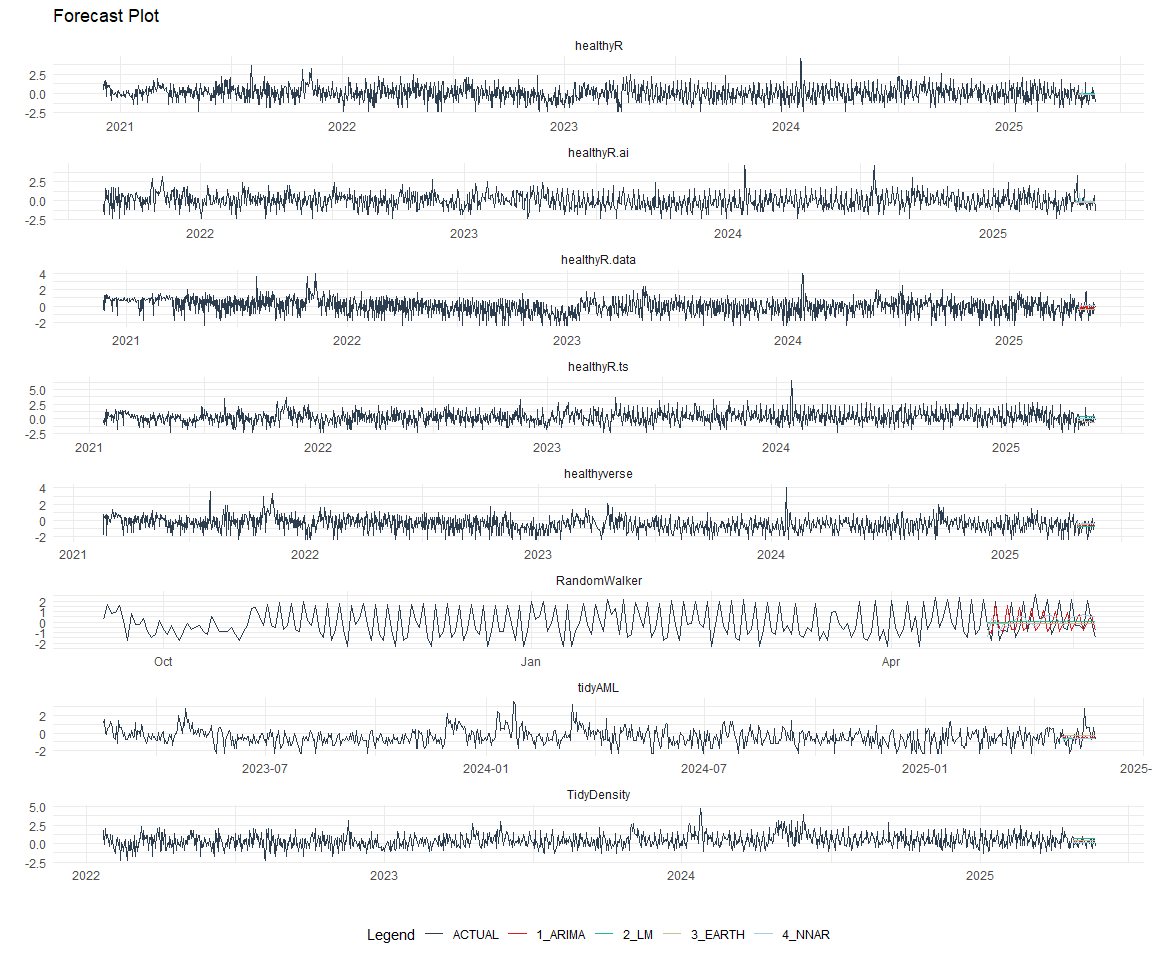 Forecast Plot
healthyR
2.5
0.0
-2.5
2021 2022 2023 2024 2025
healthyR.ai
2.5
0.0
-2.5
2022 2023 2024 2025
healthyR.data
4
2
0
-2
2021 2022 2023 2024 2025
healthyR.ts
5.0
2.5
0.0
-2.5
2021 2022 2023 2024 2025
healthyverse
4
2
0
-2
2021 2022 2023 2024 2025
RandomWalker
2
1
0
-1
-2
Oct Jan Apr
tidyAML
2
0
-2
2023-07 2024-01 2024-07 2025-01 2025-
TidyDensity
5.0
2.5
0.0
-2.5
2022 2023 2024 2025
Legend ACTUAL 1_ARIMA 2_LM 3_EARTH 4_NNAR